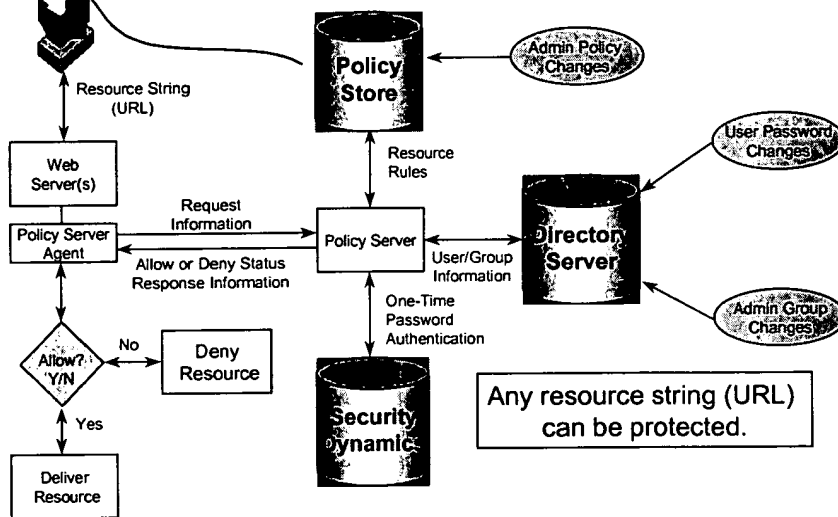 Policy
Store
Admin Policy
Changes
Resource String
(URL)
User Password
Changes
Web
Server(s)
Resource
Rules
Request
Information
Policy Server
Agent
Policy Server
Directory
Server
Allow or Deny Status
Response Information
User/Group
Information
One-Time
Password
Authentication
Admin Group
Changes
Allow?
Y/N
No
Deny
Resource
Yes
Security
Dynamic
Any resource string (URL)
can be protected.
Deliver
Resource